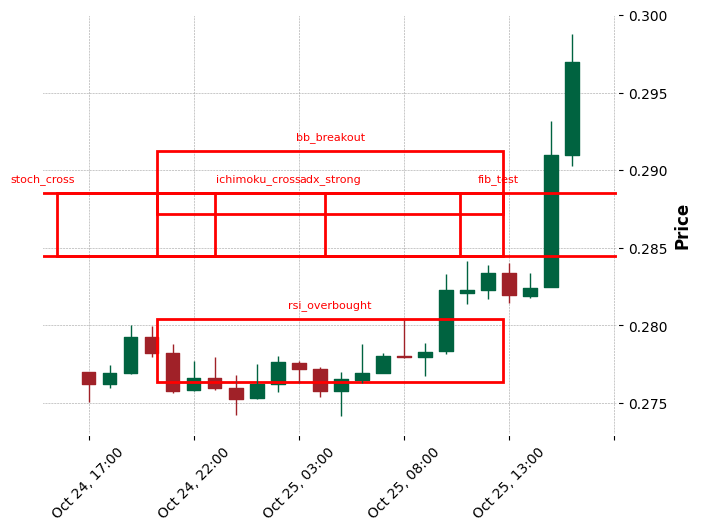 0.300
0.295
bb_breakout
0.290
stoch_cross
ichimoku_cross
adx_strong
fib_test
0.285
Price
rsi_overbought
0.280
0.275
Oct 24, 17:00
Oct 24, 22:00
Oct 25, 03:00
Oct 25, 08:00
Oct 25, 13:00